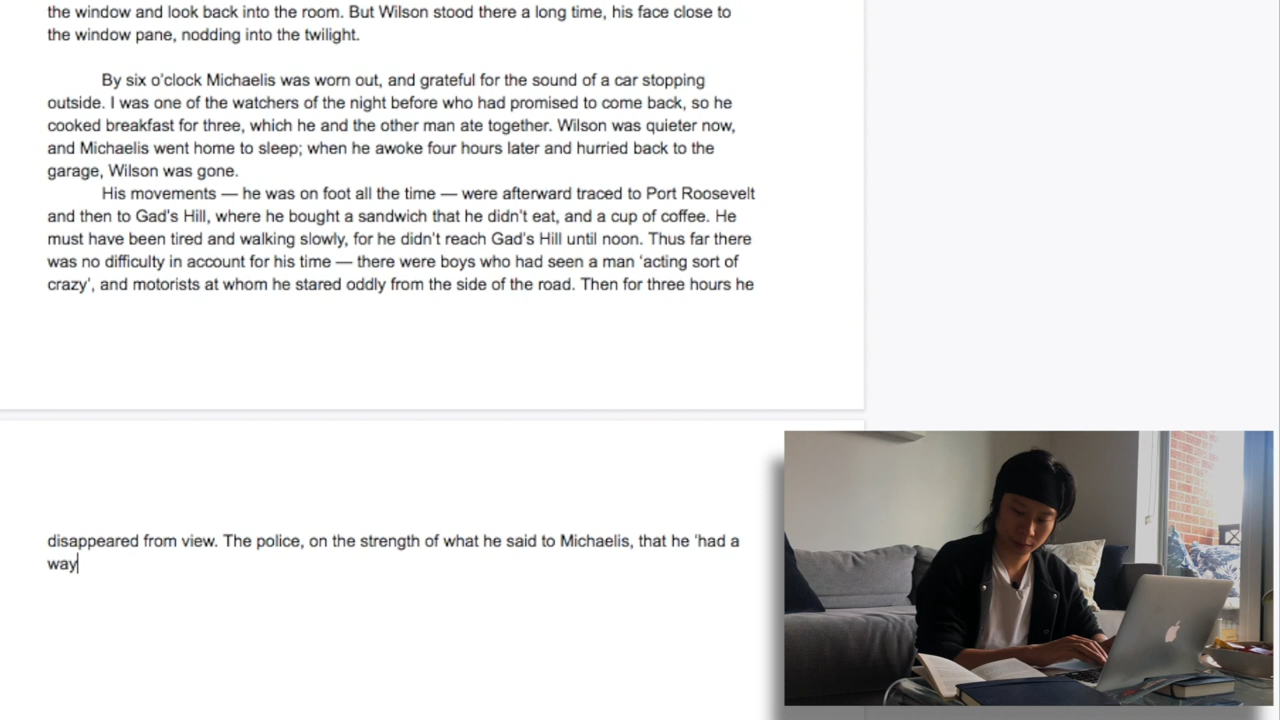 the window and look back into the room. But Wilson stood there a long time, his face close to
the window pane, nodding into the twilight.
By six o’clock Michaelis was worn out, and grateful for the sound of a car stopping
outside. I was one of the watchers of the night before who had promised to come back, so he
cooked breakfast for three, which he and the other man ate together. Wilson was quieter now,
and Michaelis went home to sleep; when he awoke four hours later and hurried back to the
garage, Wilson was gone.
His movements — he was on foot all the time — were afterward traced to Port Roosevelt
and then to Gad’s Hill, where he bought a sandwich that he didn’t eat, and a cup of coffee. He
must have been tired and walking slowly, for he didn’t reach Gad’s Hill until noon. Thus far there
was no difficulty in account for his time — there were boys who had seen a man ‘acting sort of
crazy’, and motorists at whom he stared oddly from the side of the road. Then for three hours he
disappeared from view. The police, on the strength of what he said to Michaelis, that he ‘had a
way